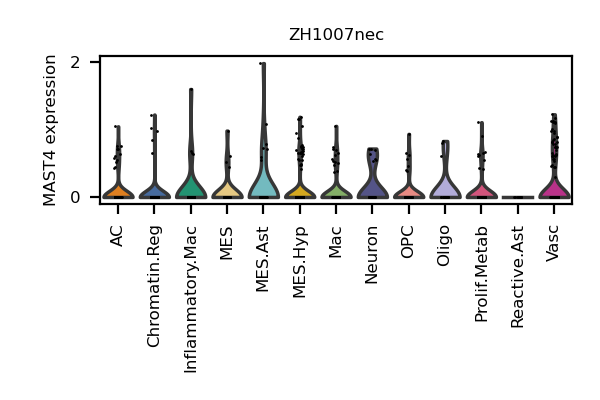 ZH1007nec
MAST4 expression
2
0
AC
Chromatin.Reg
Inflammatory.Mac
MES
MES.Ast
MES.Hyp
Mac
Neuron
OPC
Oligo
Prolif.Metab
Reactive.Ast
Vasc